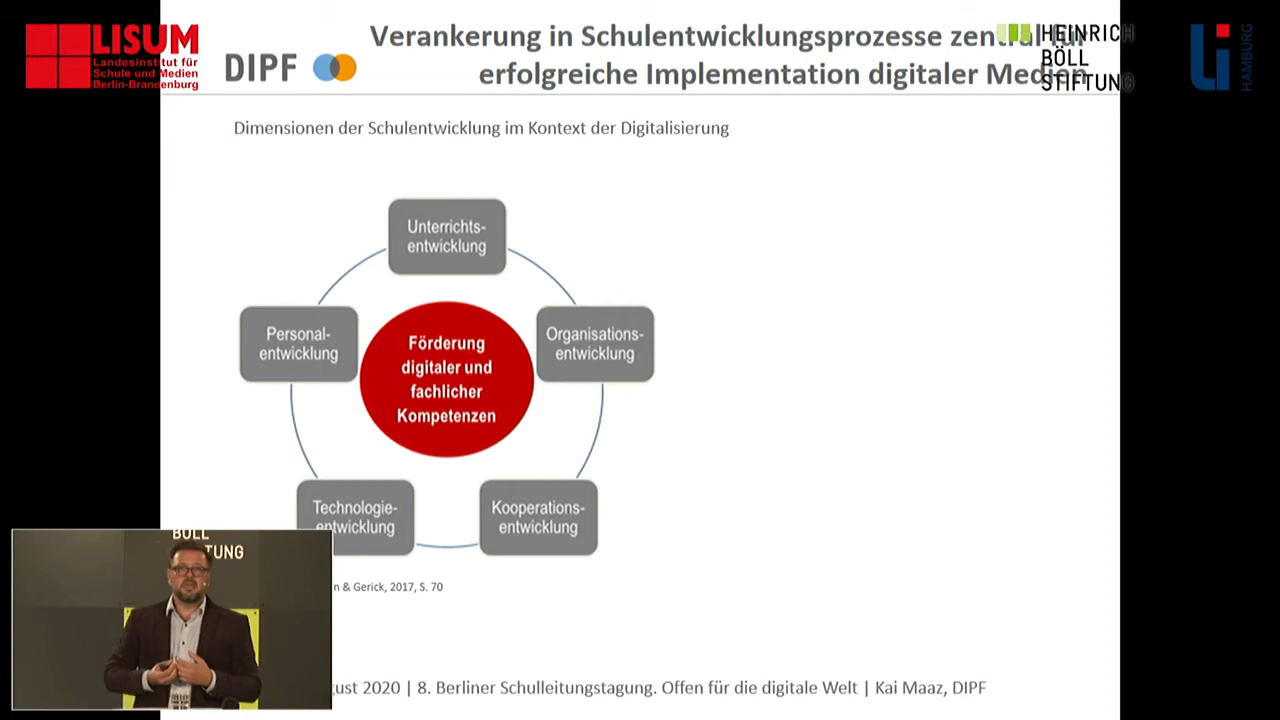 LISUM
Landesinstitut für
Schule und Medien
Berlin-Brandenburg
DIPF
Verankerung in Schulentwicklungsprozesse zentral für
erfolgreiche Implementation digitaler Medien
HEINRICH
BÖLL
STIFTUNG
HAMBURG
Dimensionen der Schulentwicklung im Kontext der Digitalisierung
Unterrichts-
entwicklung
Personal-
entwicklung
Förderung
digitaler und
fachlicher
Kompetenzen
Organisations-
entwicklung
Technologie-
entwicklung
Kooperations-
entwicklung
BÖLL
TUNG
n & Gerick, 2017, S. 70
ust 2020 | 8. Berliner Schulleitungstagung. Offen für die digitale Welt | Kai Maaz, DIPF